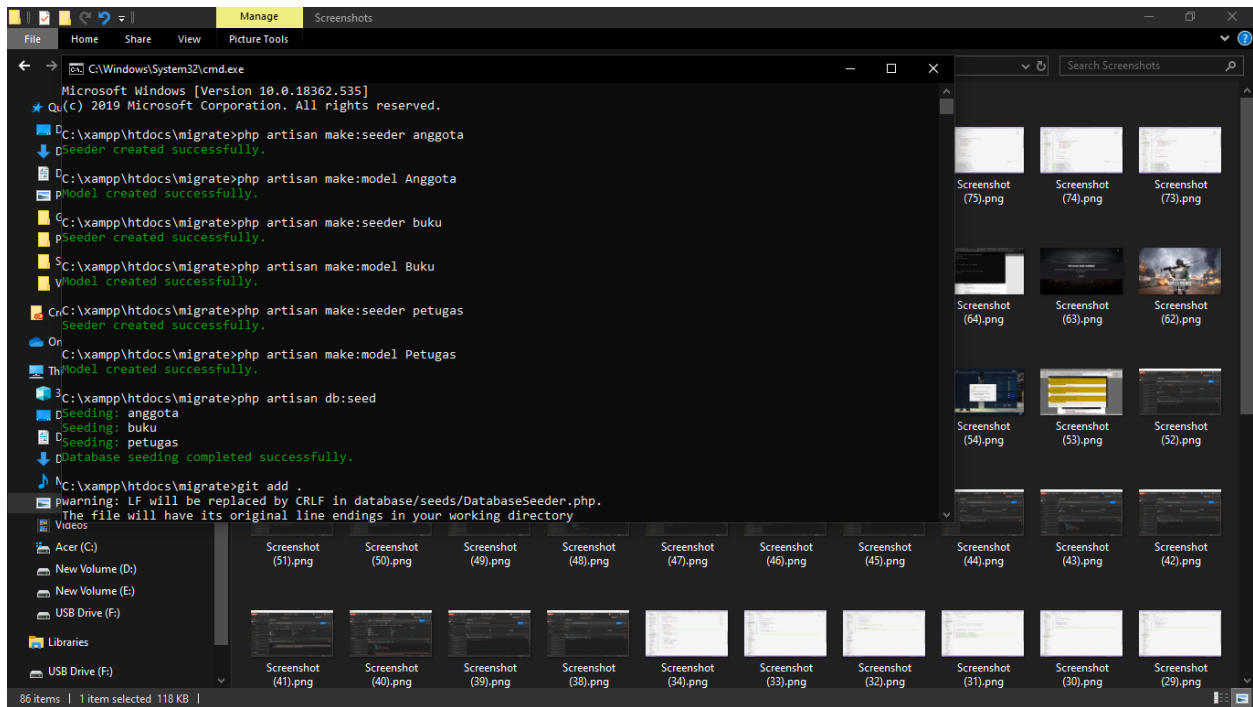 Manage
Screenshots
File
Home
Share
View
Picture Tools
C:\Windows\System32\cmd.exe
Search Screenshots
Microsoft Windows [Version 10.0.18362.535]
(c) 2019 Microsoft Corporation. All rights reserved.
C:\xampp\htdocs\migrate>php artisan make:seeder anggota
Seeder created successfully.
C:\xampp\htdocs\migrate>php artisan make:model Anggota
Model created successfully.
C:\xampp\htdocs\migrate>php artisan make:seeder buku
Seeder created successfully.
C:\xampp\htdocs\migrate>php artisan make:model Buku
Model created successfully.
C:\xampp\htdocs\migrate>php artisan make:seeder petugas
Seeder created successfully.
C:\xampp\htdocs\migrate>php artisan make:model Petugas
Model created successfully.
C:\xampp\htdocs\migrate>php artisan db:seed
Seeding: anggota
Seeding: buku
Seeding: petugas
Database seeding completed successfully.
C:\xampp\htdocs\migrate>git add .
warning: LF will be replaced by CRLF in database/seeds/DatabaseSeeder.php.
The file will have its original line endings in your working directory
Videos
Acer (C:)
New Volume (D:)
New Volume (E:)
USB Drive (F:)
Libraries
USB Drive (F:)
Screenshot (75).png
Screenshot (74).png
Screenshot (73).png
Screenshot (64).png
Screenshot (63).png
Screenshot (62).png
Screenshot (54).png
Screenshot (53).png
Screenshot (52).png
Screenshot (51).png
Screenshot (50).png
Screenshot (49).png
Screenshot (48).png
Screenshot (47).png
Screenshot (46).png
Screenshot (45).png
Screenshot (44).png
Screenshot (43).png
Screenshot (42).png
Screenshot (41).png
Screenshot (40).png
Screenshot (39).png
Screenshot (38).png
Screenshot (34).png
Screenshot (33).png
Screenshot (32).png
Screenshot (31).png
Screenshot (30).png
Screenshot (29).png
86 items
1 item selected 118 KB